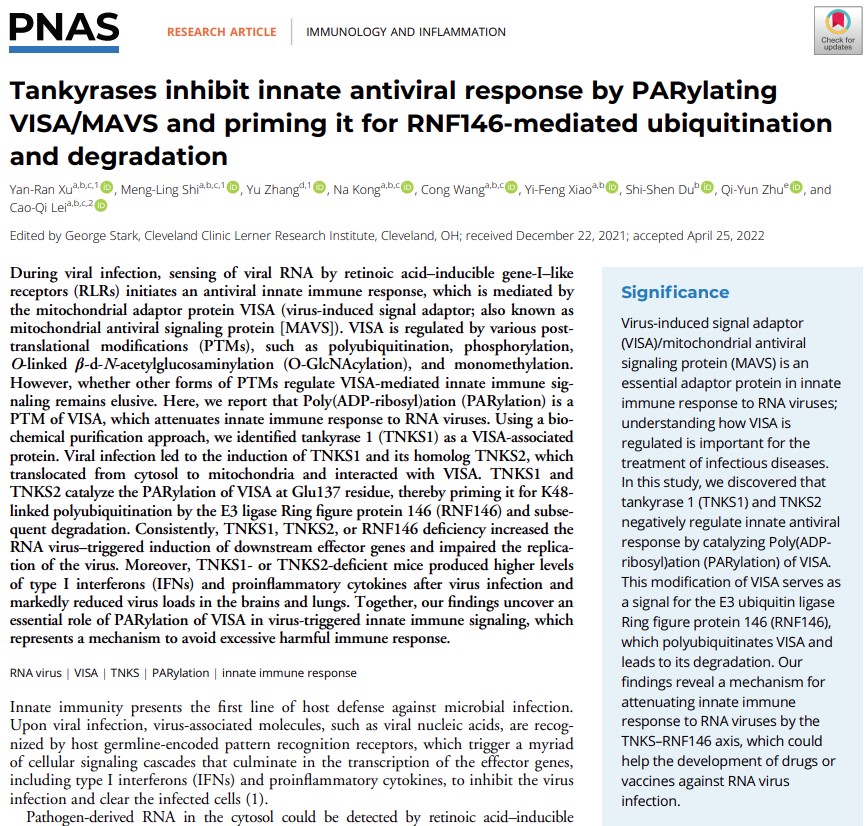 PNAS
RESEARCH ARTICLE | IMMUNOLOGY AND INFLAMMATION
Check for
updates
Tankyrases inhibit innate antiviral response by PARylating
VISA/MAVS and priming it for RNF146-mediated ubiquitination
and degradation
Yan-Ran Xua,b,c,1, Meng-Ling Shia,b,c,1, Yu Zhangd,1, Na Konga,b,c, Cong Wanga,b,c, Yi-Feng Xiaoa,b, Shi-Shen Dub, Qi-Yun Zhue, and
Cao-Qi Leia,b,c,2
Edited by George Stark, Cleveland Clinic Lerner Research Institute, Cleveland, OH; received December 22, 2021; accepted April 25, 2022
During viral infection, sensing of viral RNA by retinoic acid–inducible gene-I–like
receptors (RLRs) initiates an antiviral innate immune response, which is mediated by
the mitochondrial adaptor protein VISA (virus-induced signal adaptor; also known as
mitochondrial antiviral signaling protein [MAVS]). VISA is regulated by various post-
translational modifications (PTMs), such as polyubiquitination, phosphorylation,
O-linked β-d-N-acetylglucosaminylation (O-GlcNAcylation), and monomethylation.
However, whether other forms of PTMs regulate VISA-mediated innate immune sig-
naling remains elusive. Here, we report that Poly(ADP-ribosyl)ation (PARylation) is a
PTM of VISA, which attenuates innate immune response to RNA viruses. Using a bio-
chemical purification approach, we identified tankyrase 1 (TNKS1) as a VISA-associated
protein. Viral infection led to the induction of TNKS1 and its homolog TNKS2, which
translocated from cytosol to mitochondria and interacted with VISA. TNKS1 and
TNKS2 catalyze the PARylation of VISA at Glu137 residue, thereby priming it for K48-
linked polyubiquitination by the E3 ligase Ring figure protein 146 (RNF146) and subse-
quent degradation. Consistently, TNKS1, TNKS2, or RNF146 deficiency increased the
RNA virus–triggered induction of downstream effector genes and impaired the replica-
tion of the virus. Moreover, TNKS1- or TNKS2-deficient mice produced higher levels
of type I interferons (IFNs) and proinflammatory cytokines after virus infection and
markedly reduced virus loads in the brains and lungs. Together, our findings uncover an
essential role of PARylation of VISA in virus-triggered innate immune signaling, which
represents a mechanism to avoid excessive harmful immune response.
RNA virus | VISA | TNKS | PARylation | innate immune response
Innate immunity presents the first line of host defense against microbial infection.
Upon viral infection, virus-associated molecules, such as viral nucleic acids, are recog-
nized by host germline-encoded pattern recognition receptors, which trigger a myriad
of cellular signaling cascades that culminate in the transcription of the effector genes,
including type I interferons (IFNs) and proinflammatory cytokines, to inhibit the virus
infection and clear the infected cells (1).
Pathogen-derived RNA in the cytosol could be detected by retinoic acid–inducible
Significance
Virus-induced signal adaptor
(VISA)/mitochondrial antiviral
signaling protein (MAVS) is an
essential adaptor protein in innate
immune response to RNA viruses;
understanding how VISA is
regulated is important for the
treatment of infectious diseases.
In this study, we discovered that
tankyrase 1 (TNKS1) and TNKS2
negatively regulate innate antiviral
response by catalyzing Poly(ADP-
ribosyl)ation (PARylation) of VISA.
This modification of VISA serves as
a signal for the E3 ubiquitin ligase
Ring figure protein 146 (RNF146),
which polyubiquitinates VISA and
leads to its degradation. Our
findings reveal a mechanism for
attenuating innate immune
response to RNA viruses by the
TNKS–RNF146 axis, which could
help the development of drugs or
vaccines against RNA virus
infection.